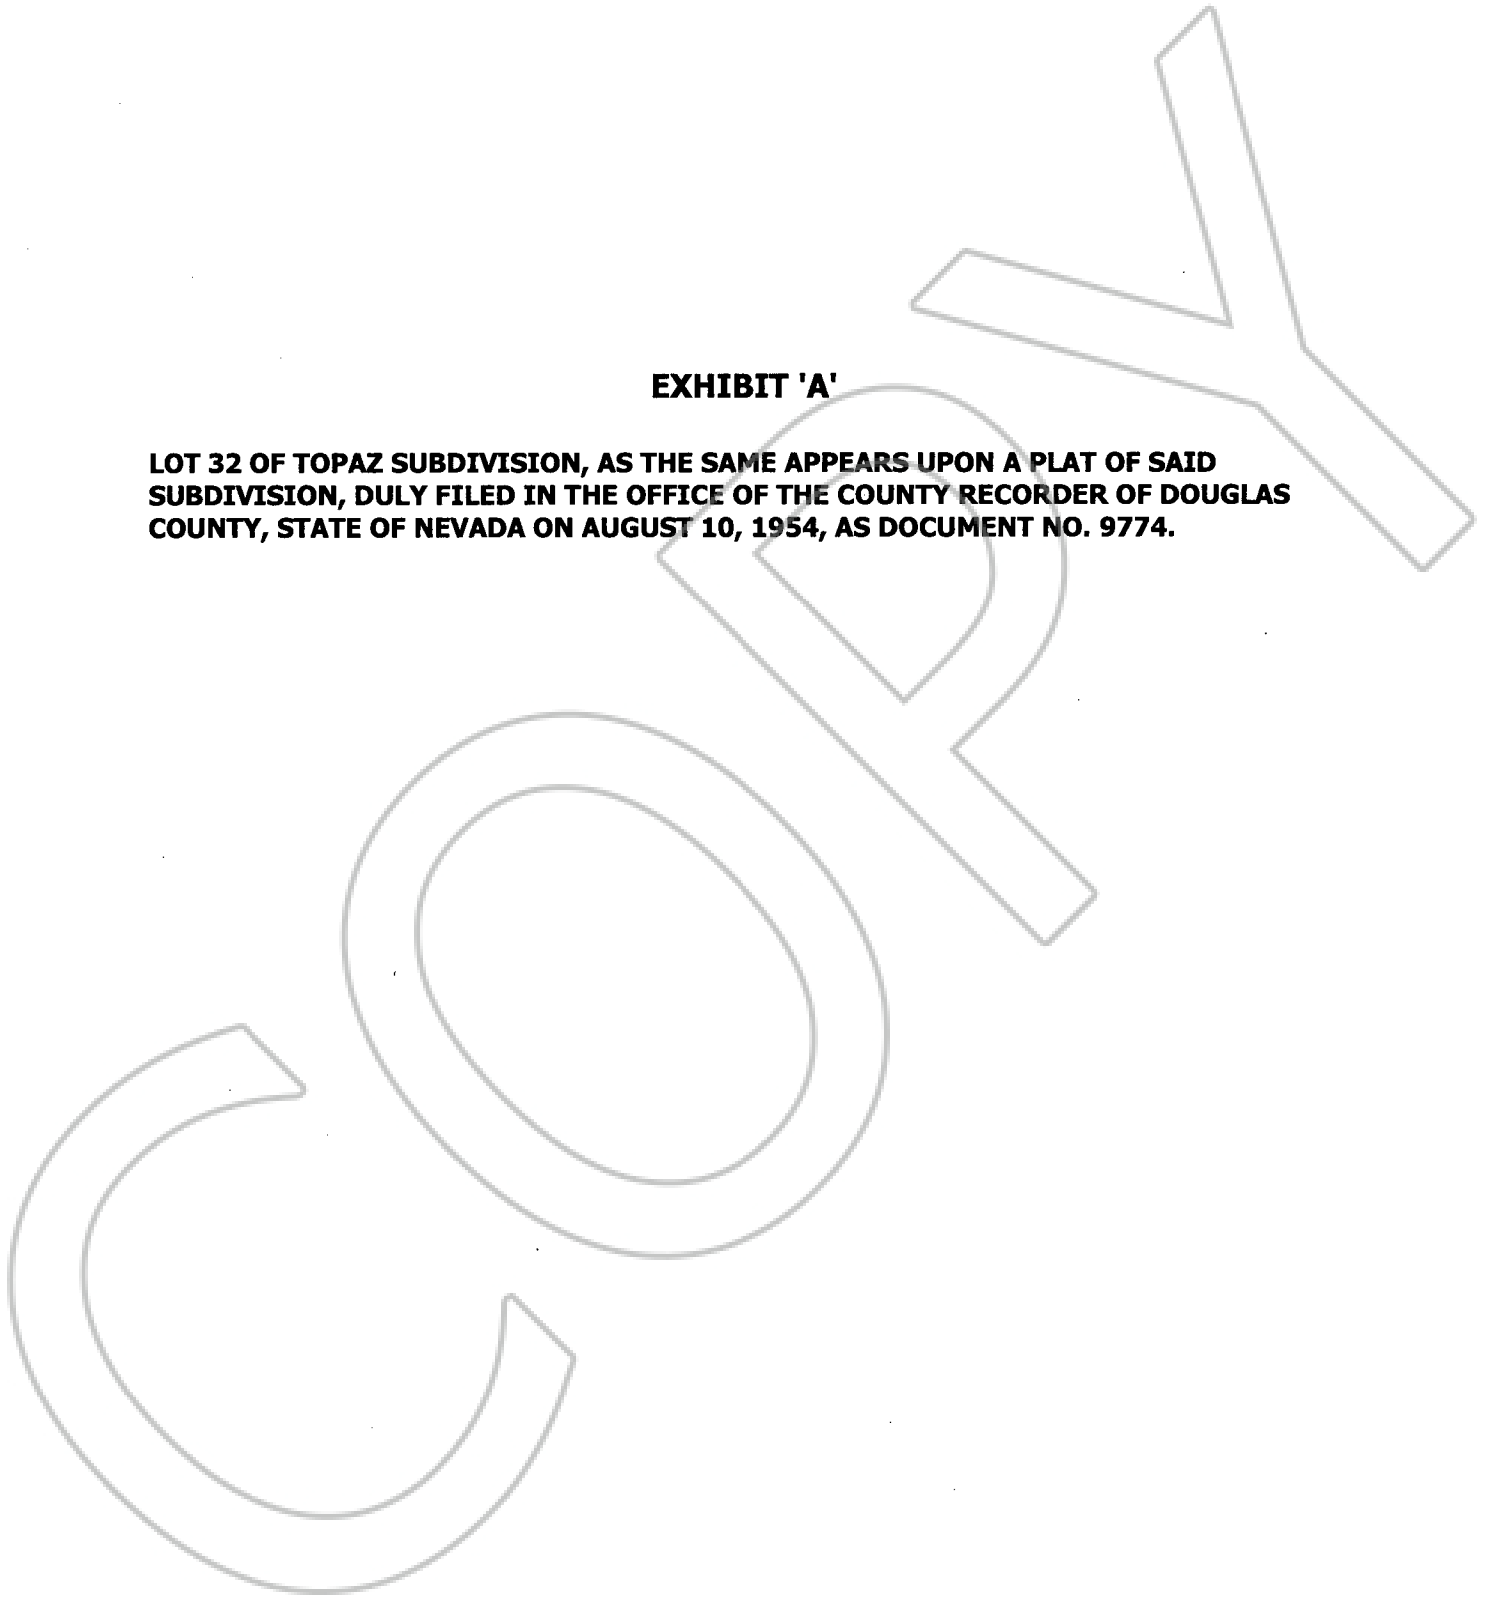 EXHIBIT 'A'
LOT 32 OF TOPAZ SUBDIVISION, AS THE SAME APPEARS UPON A PLAT OF SAID
SUBDIVISION, DULY FILED IN THE OFFICE OF THE COUNTY RECORDER OF DOUGLAS
COUNTY, STATE OF NEVADA ON AUGUST 10, 1954, AS DOCUMENT NO. 9774.
COPY